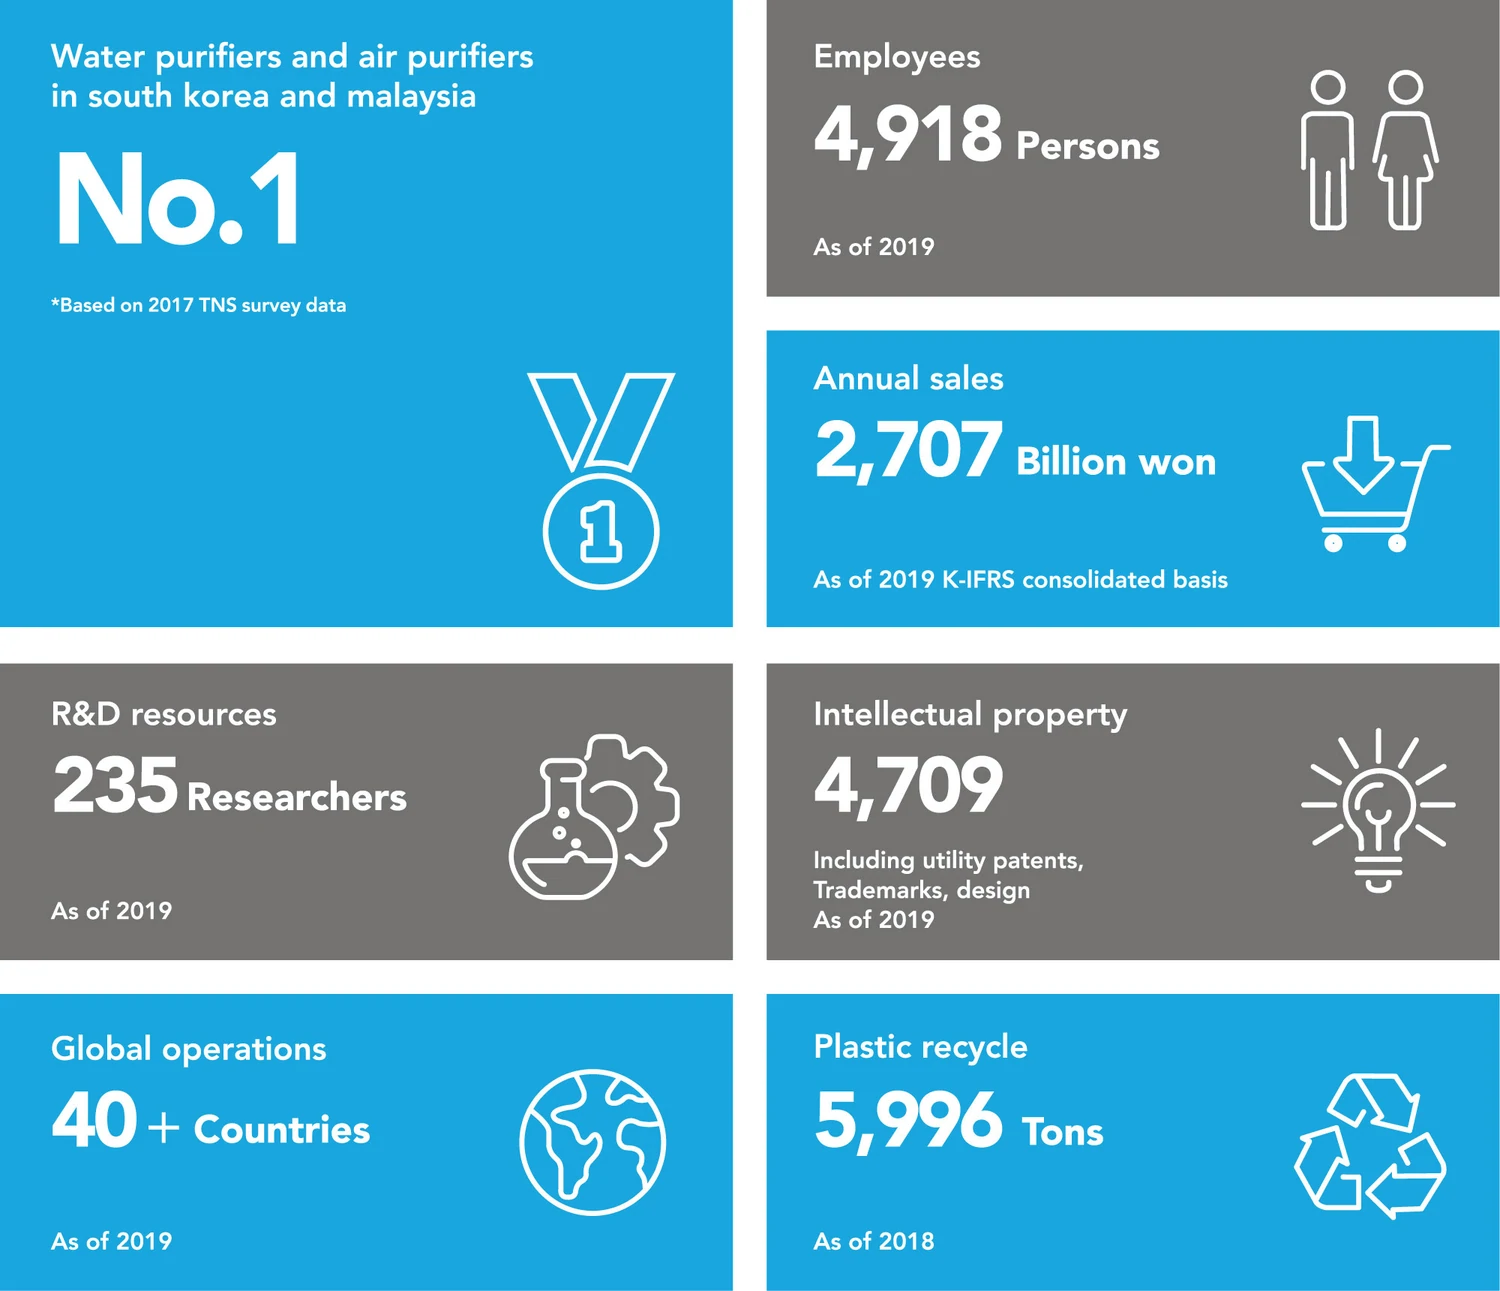 Water purifiers and air purifiers
in south korea and malaysia
No.1
*Based on 2017 TNS survey data
1
Employees
4,918 Persons
As of 2019
Annual sales
2,707 Billion won
As of 2019 K-IFRS consolidated basis
R&D resources
235 Researchers
As of 2019
Intellectual property
4,709
Including utility patents,
Trademarks, design
As of 2019
Global operations
40 + Countries
As of 2019
Plastic recycle
5,996 Tons
As of 2018